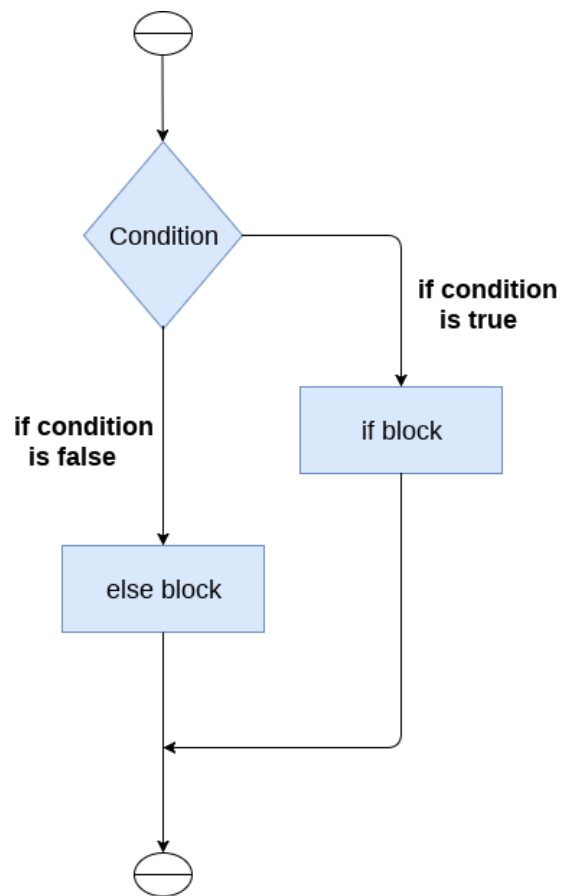 Condition
if condition
is true
if condition
is false
if block
else block